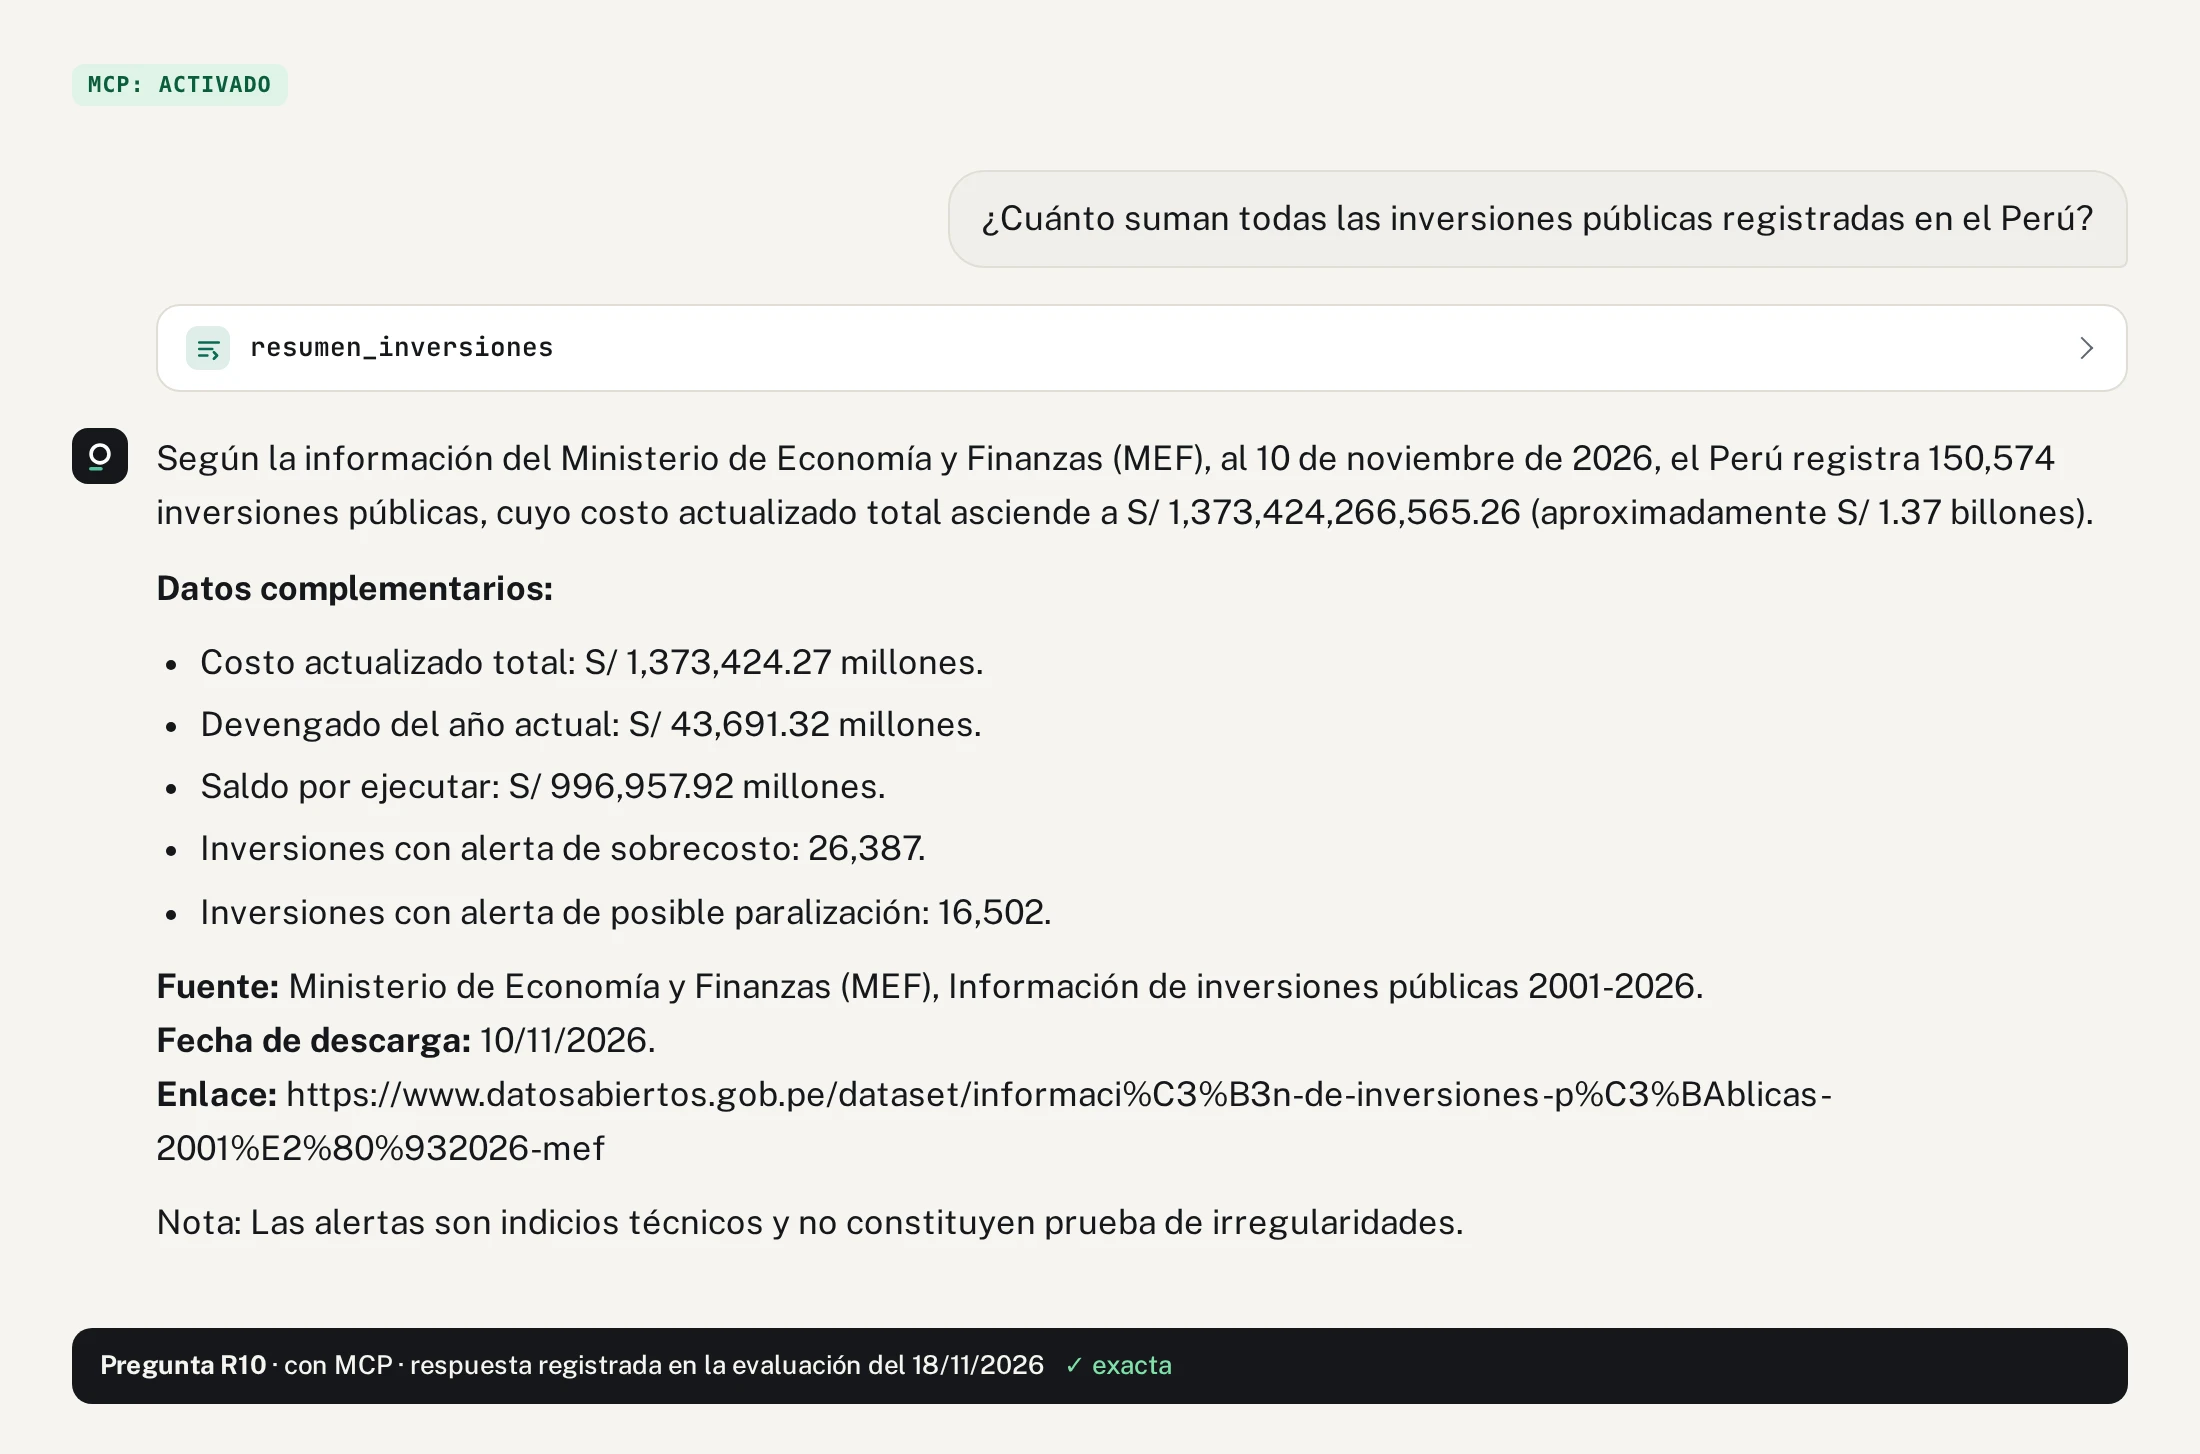 MCP: ACTIVADO
¿Cuánto suman todas las inversiones públicas registradas en el Perú?
resumen_inversiones
Según la información del Ministerio de Economía y Finanzas (MEF), al 10 de noviembre de 2026, el Perú registra 150,574
inversiones públicas, cuyo costo actualizado total asciende a S/ 1,373,424,266,565.26 (aproximadamente S/ 1.37 billones).
Datos complementarios:
• Costo actualizado total: S/ 1,373,424.27 millones.
• Devengado del año actual: S/ 43,691.32 millones.
• Saldo por ejecutar: S/ 996,957.92 millones.
• Inversiones con alerta de sobrecosto: 26,387.
• Inversiones con alerta de posible paralización: 16,502.
Fuente: Ministerio de Economía y Finanzas (MEF), Información de inversiones públicas 2001-2026.
Fecha de descarga: 10/11/2026.
Enlace: https://www.datosabiertos.gob.pe/dataset/informaci%C3%B3n-de-inversiones-p%C3%BAblicas-
2001%E2%80%932026-mef
Nota: Las alertas son indicios técnicos y no constituyen prueba de irregularidades.
Pregunta R10 · con MCP · respuesta registrada en la evaluación del 18/11/2026 ✓ exacta